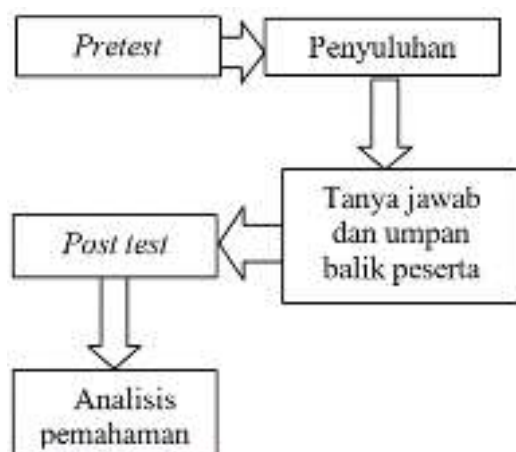 Pretest
Penyuluhan
Tanya jawab
dan umpan
balik peserta
Post test
Analisis
pemahaman